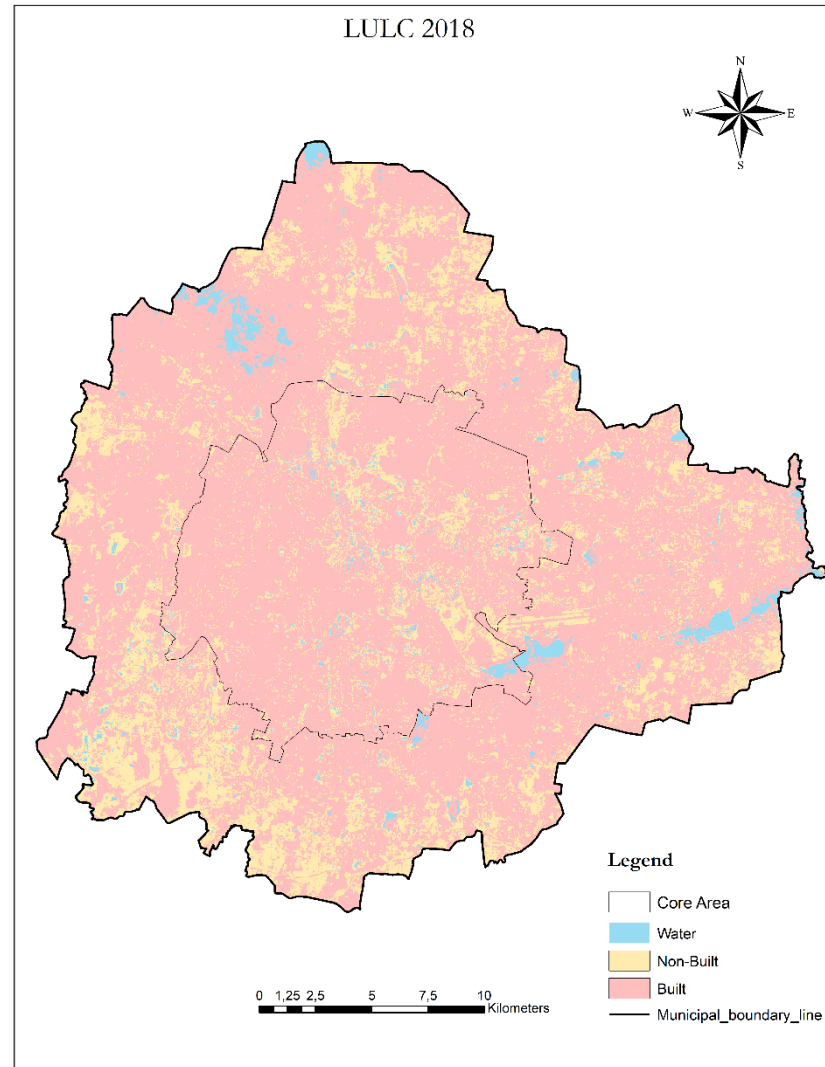 LULC 2018
N
W E
S
Legend
Core Area
Water
Non-Built
Built
Municipal_boundary_line
0 1,25 2,5 5 7,5 10
Kilometers